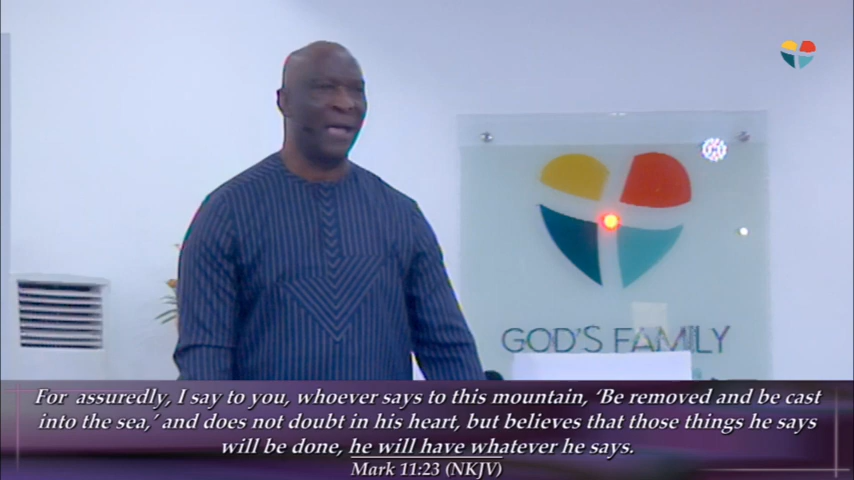 GOD'S FAMILY
For assuredly, I say to you, whoever says to this mountain, ‘Be removed and be cast
into the sea,’ and does not doubt in his heart, but believes that those things he says
will be done, he will have whatever he says.
Mark 11:23 (NKJV)